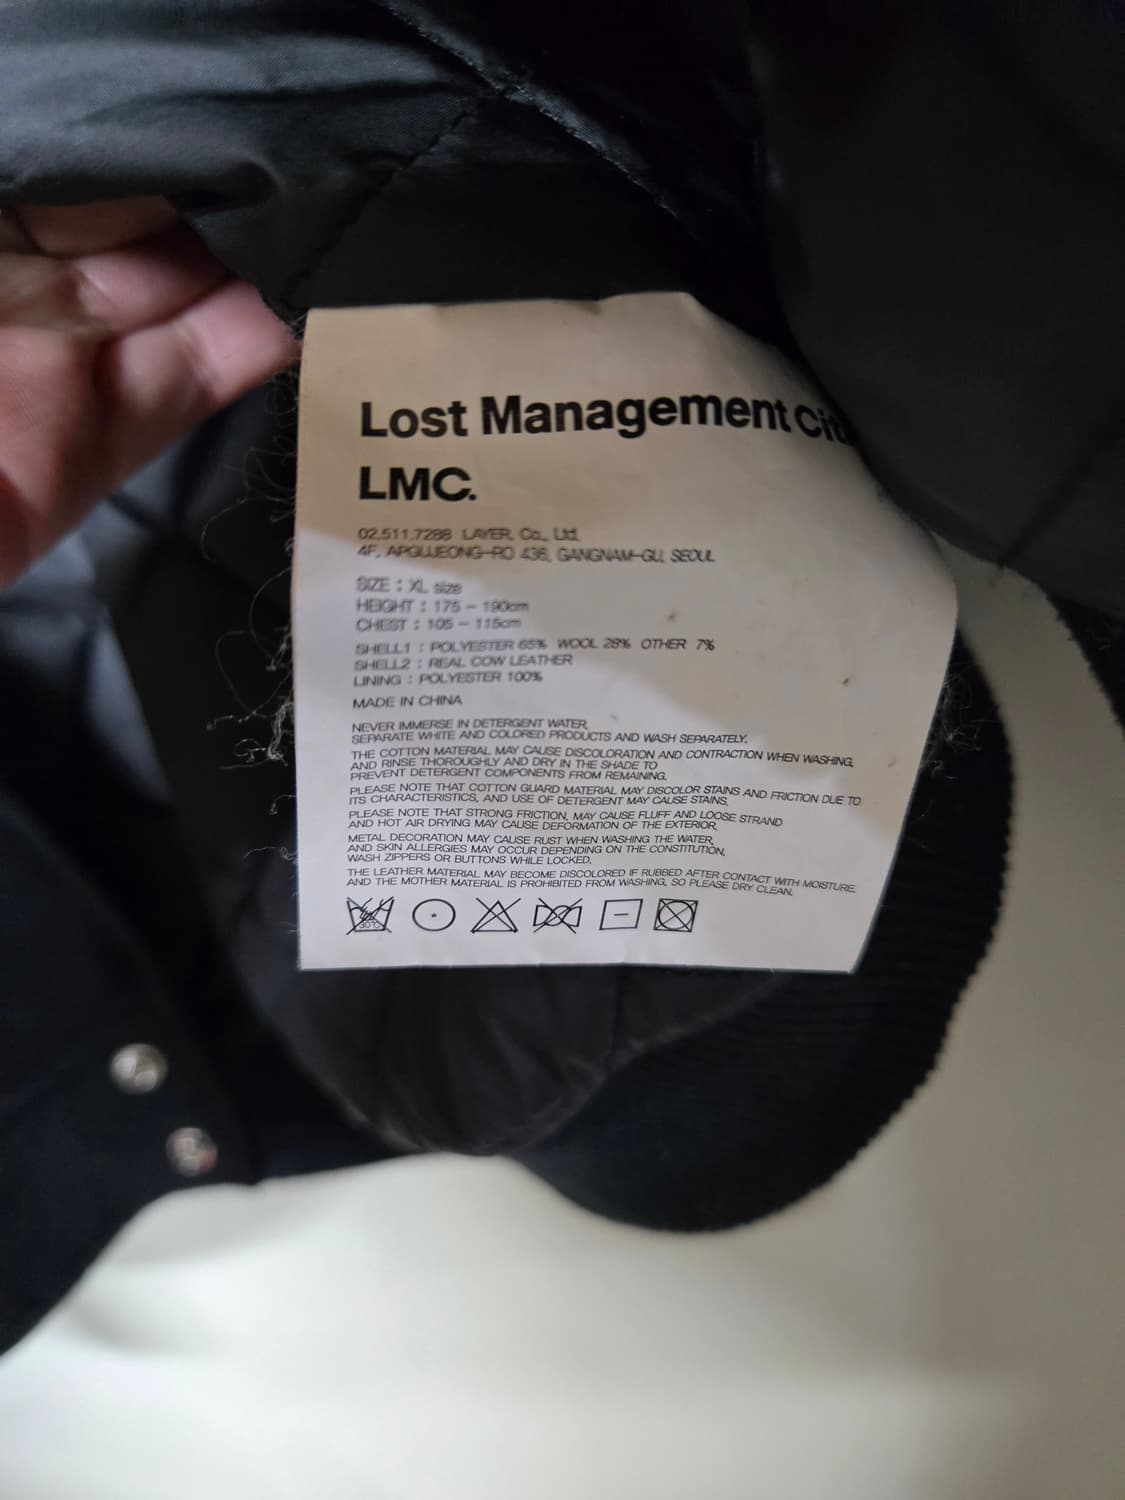 Lost Management Cit
LMC.
02.511.7288 LAYER, Co., Ltd.
4F, APGUJEONG-RO 436, GANGNAM-GU, SEOUL
SIZE : XL size
HEIGHT : 175 - 190cm
CHEST : 105 - 115cm
SHELL1 : POLYESTER 65% WOOL 28% OTHER 7%
SHELL2 : REAL COW LEATHER
LINING : POLYESTER 100%
MADE IN CHINA
NEVER IMMERSE IN DETERGENT WATER,
SEPARATE WHITE AND COLORED PRODUCTS AND WASH SEPARATELY.
THE COTTON MATERIAL MAY CAUSE DISCOLORATION AND CONTRACTION WHEN WASHING,
AND RINSE THOROUGHLY AND DRY IN THE SHADE TO
PREVENT DETERGENT COMPONENTS FROM REMAINING.
PLEASE NOTE THAT COTTON GUARD MATERIAL MAY DISCOLOR STAINS AND FRICTION DUE TO
ITS CHARACTERISTICS, AND USE OF DETERGENT MAY CAUSE STAINS.
PLEASE NOTE THAT STRONG FRICTION, MAY CAUSE FLUFF AND LOOSE STRAND
AND HOT AIR DRYING MAY CAUSE DEFORMATION OF THE EXTERIOR.
METAL DECORATION MAY CAUSE RUST WHEN WASHING THE WATER,
AND SKIN ALLERGIES MAY OCCUR DEPENDING ON THE CONSTITUTION,
WASH ZIPPERS OR BUTTONS WHILE LOCKED.
THE LEATHER MATERIAL MAY BECOME DISCOLORED IF RUBBED AFTER CONTACT WITH MOISTURE.
AND THE MOTHER MATERIAL IS PROHIBITED FROM WASHING, SO PLEASE DRY CLEAN.
30°C